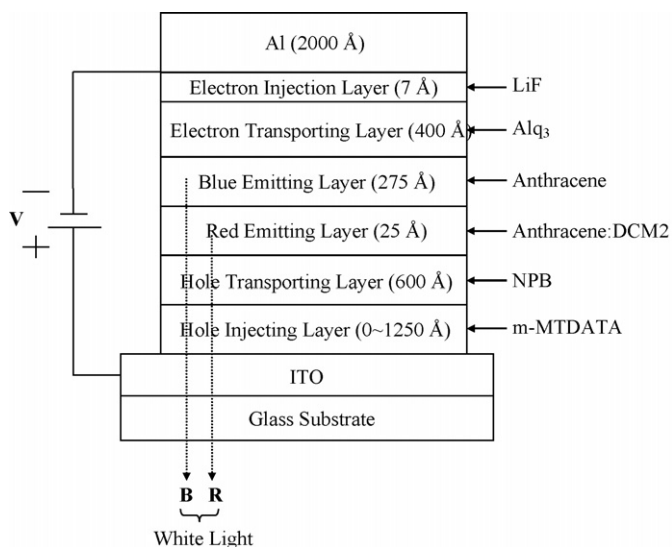 Al (2000 Å)
Electron Injection Layer (7 Å)
LiF
Electron Transporting Layer (400 Å)
Alq₃
Blue Emitting Layer (275 Å)
Anthracene
Red Emitting Layer (25 Å)
Anthracene:DCM2
Hole Transporting Layer (600 Å)
NPB
Hole Injecting Layer (0~1250 Å)
m-MTDATA
ITO
Glass Substrate
V
B R
White Light